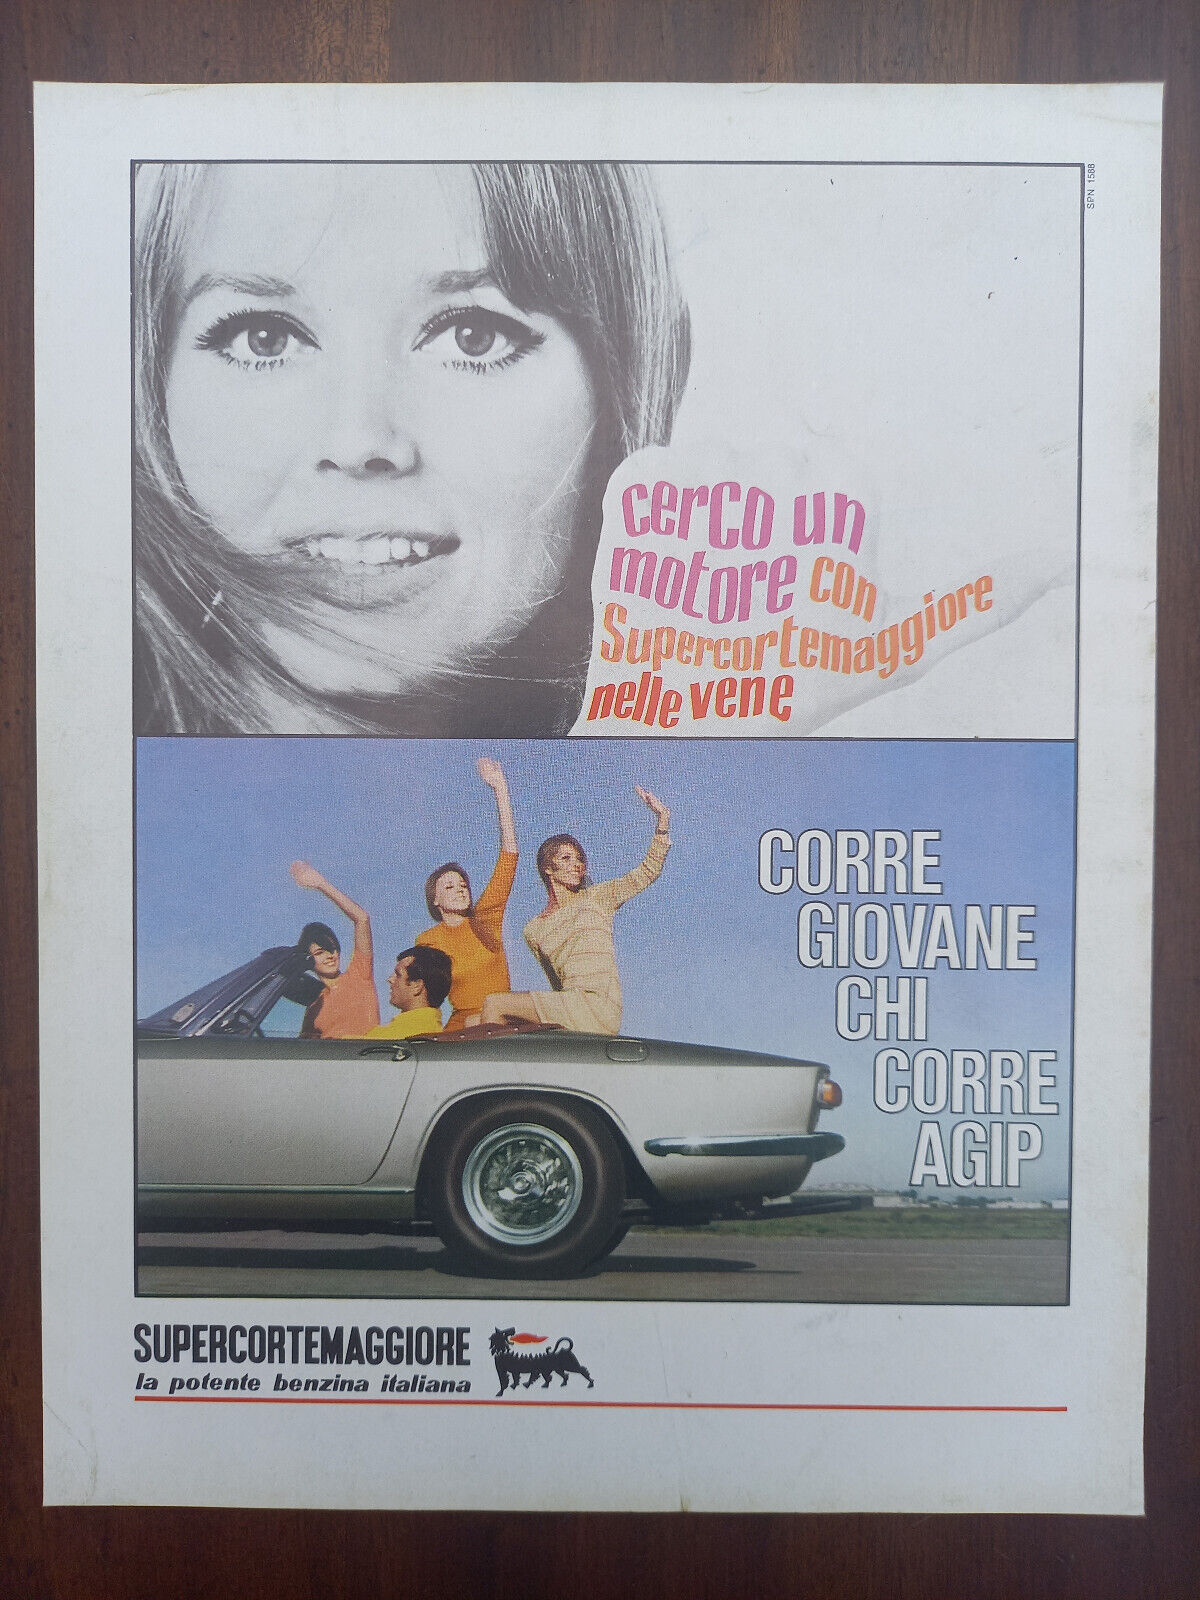 SPN 1588
cerco un
motore con
Supercortemaggiore
nelle vene
CORRE
GIOVANE
CHI
CORRE
AGIP
SUPERCORTEMAGGIORE
la potente benzina italiana